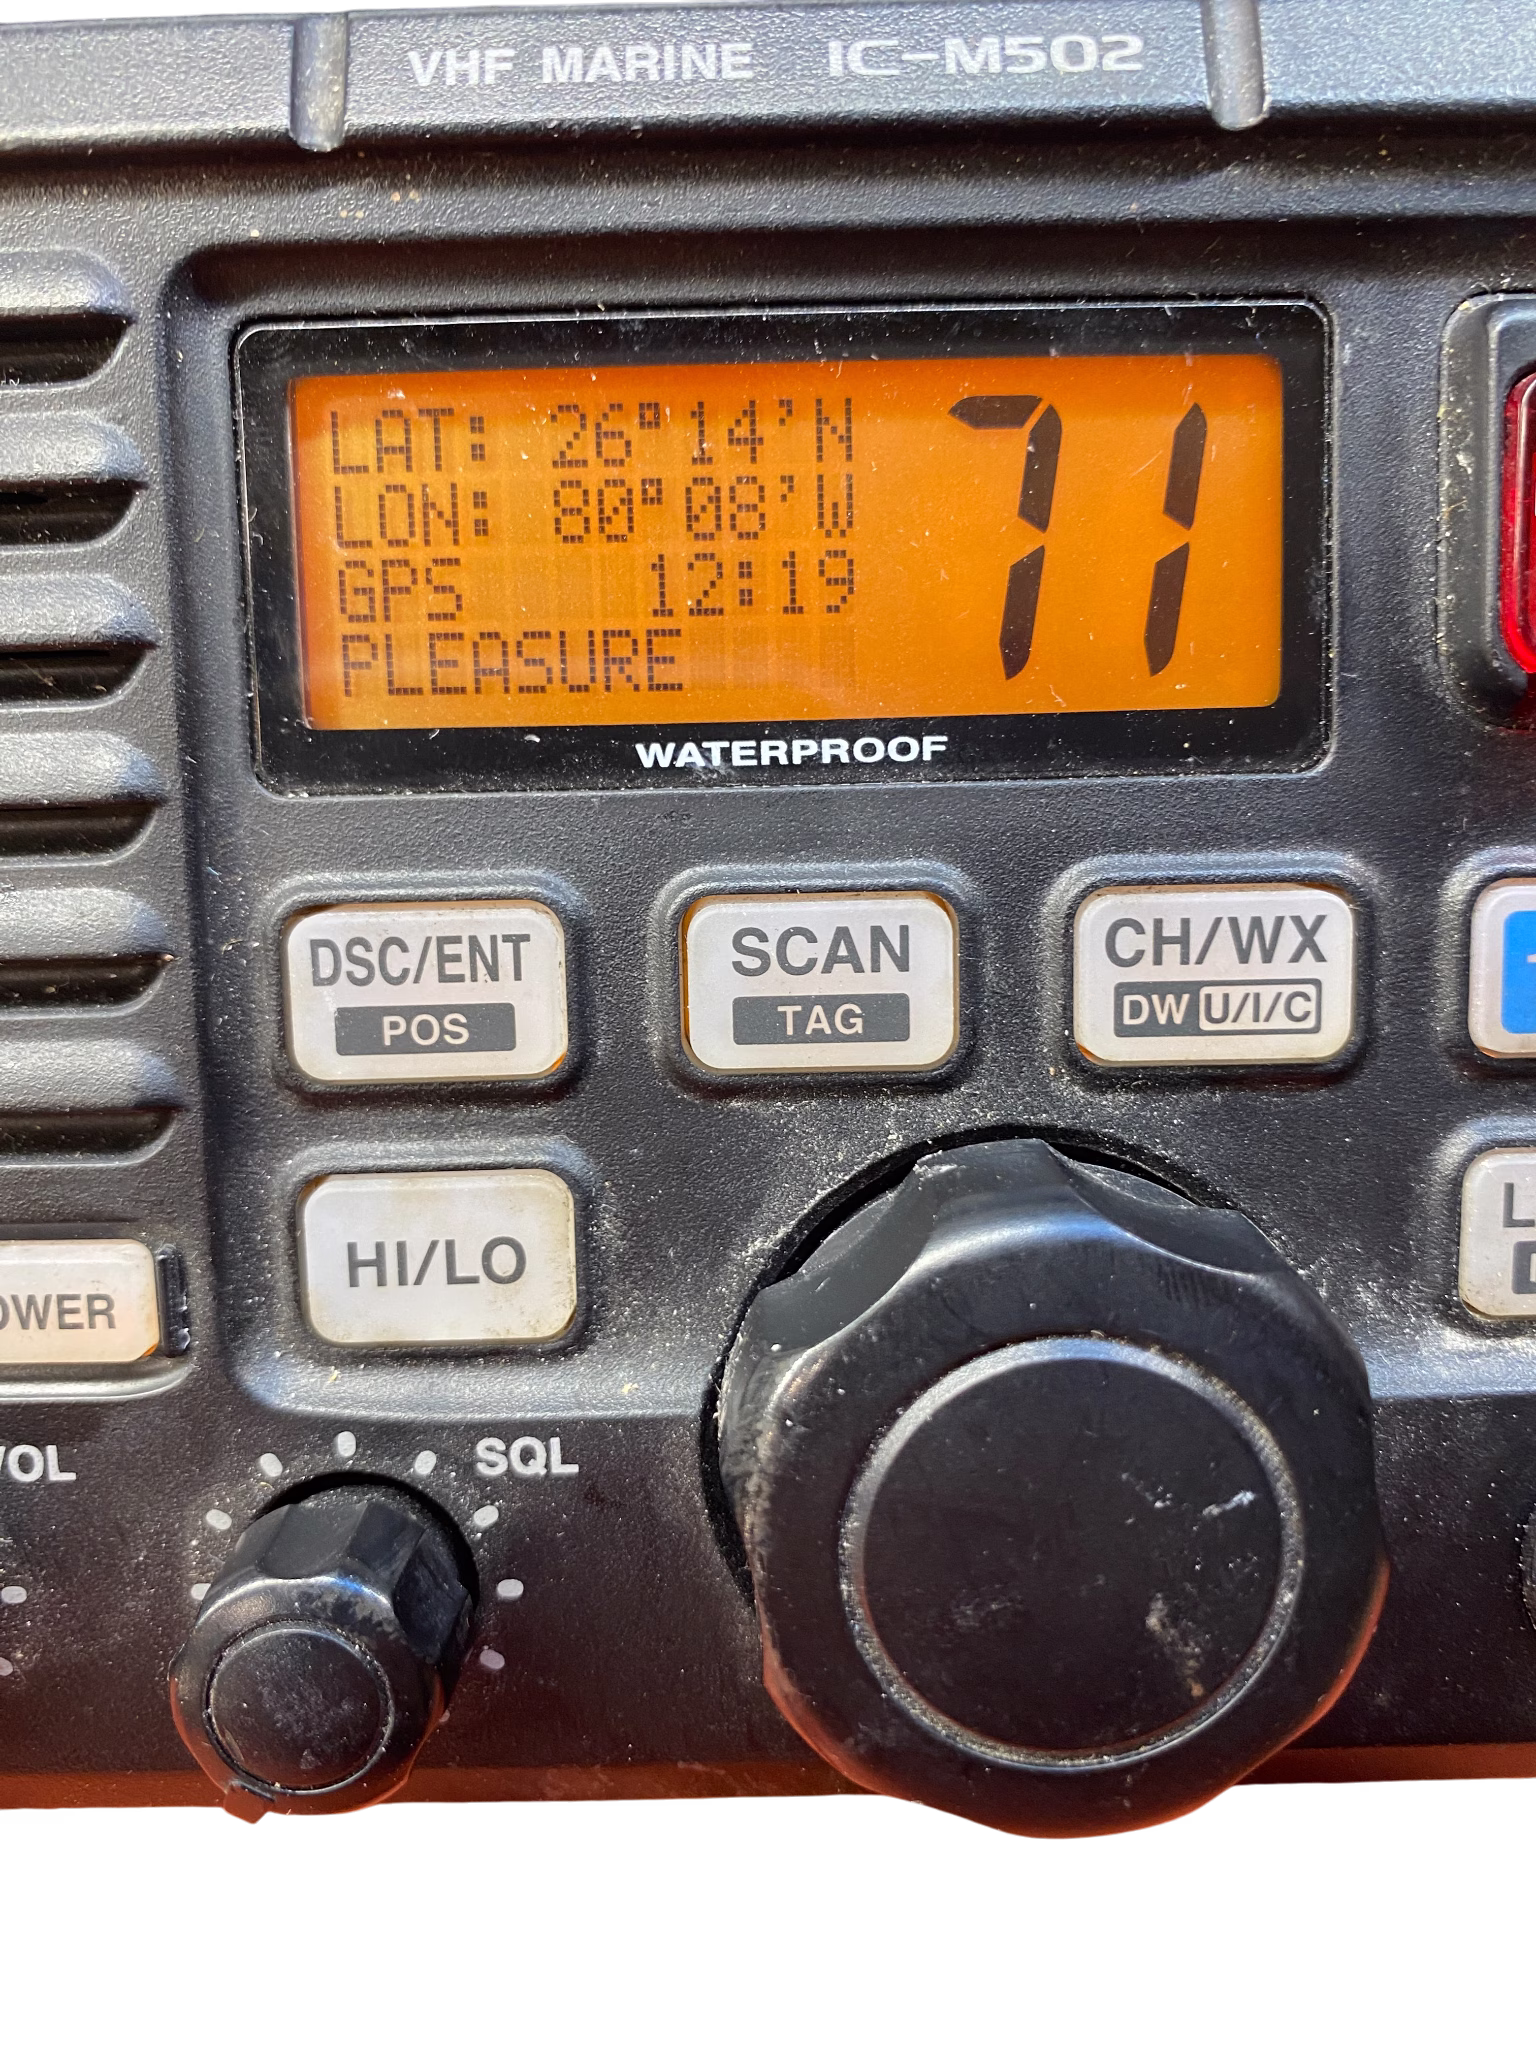 VHF MARINE IC-M502
LAT: 26°14'N
LON: 80°08'W
GPS 12:19
PLEASURE
71
WATERPROOF
DSC/ENT
POS
SCAN
TAG
CH/WX
DW U/I/C
HI/LO
OWER
VOL
SQL
L